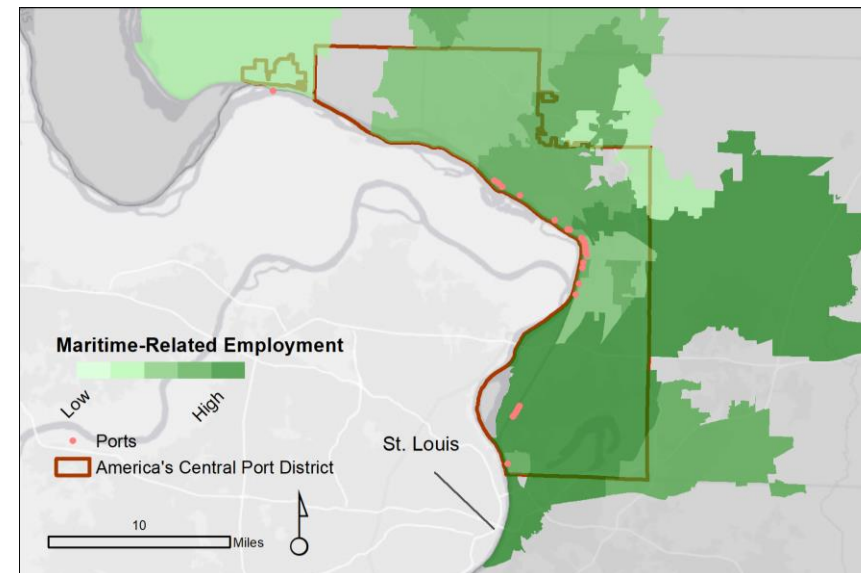 Maritime-Related Employment
Low
High
Ports
America's Central Port District
St. Louis
10
Miles